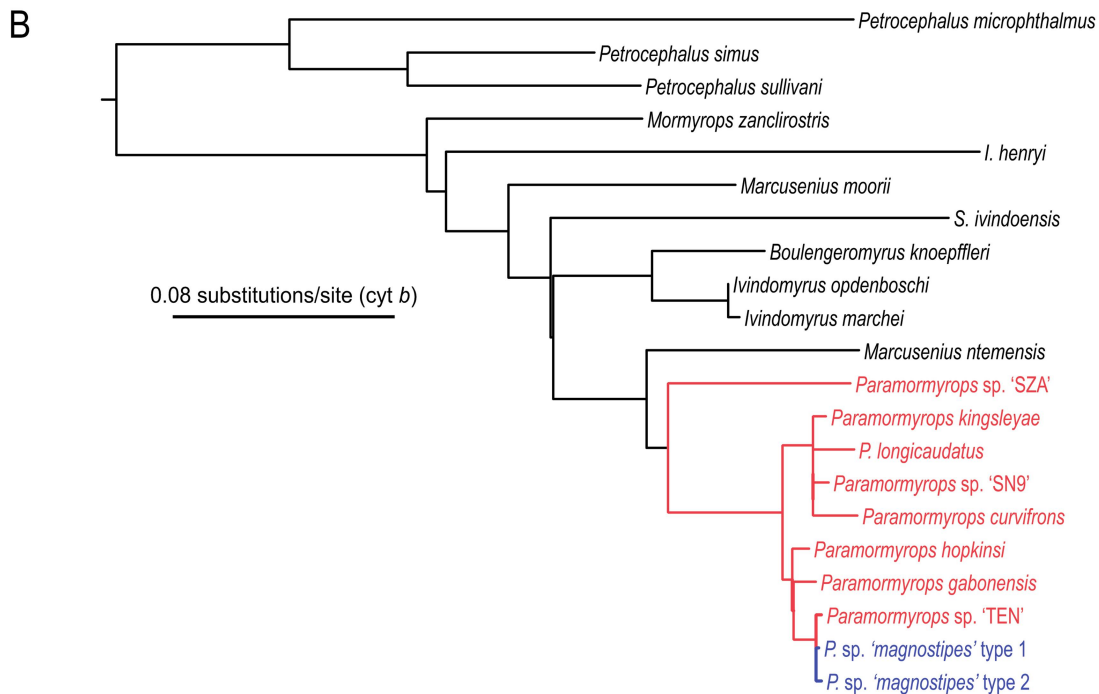 B
Petrocephalus microphthalmus
Petrocephalus simus
Petrocephalus sullivani
Mormyrops zanclirostris
I. henryi
Marcusenius moorii
S. ivindoensis
Boulengeromyrus knoepffleri
0.08 substitutions/site (cyt b)
Ivindomyrus opdenboschi
Ivindomyrus marchei
Marcusenius ntemensis
Paramormyrops sp. ‘SZA’
Paramormyrops kingsleyae
P. longicaudatus
Paramormyrops sp. ‘SN9’
Paramormyrops curvifrons
Paramormyrops hopkinsi
Paramormyrops gabonensis
Paramormyrops sp. ‘TEN’
P. sp. ‘magnostipes’ type 1
P. sp. ‘magnostipes’ type 2